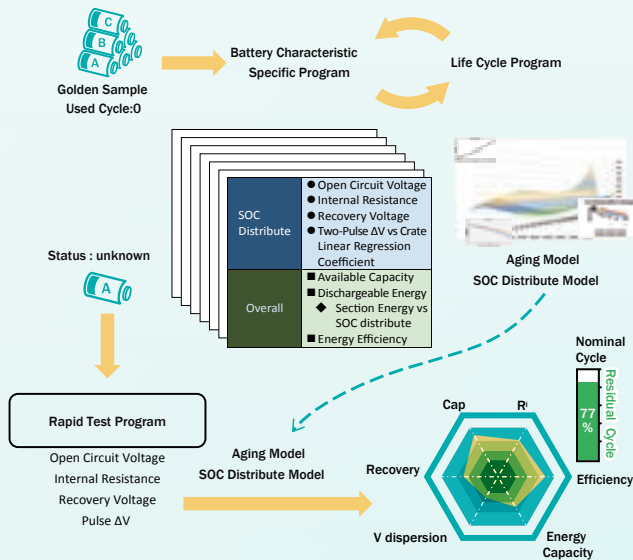 C
B
A
Golden Sample
Used Cycle:0
Battery Characteristic
Specific Program
Life Cycle Program
SOC
Distribute
● Open Circuit Voltage
● Internal Resistance
● Recovery Voltage
● Two-Pulse ΔV vs Crate
Linear Regression
Coefficient
Overall
■ Available Capacity
■ Dischargeable Energy
◆ Section Energy vs
SOC distribute
■ Energy Efficiency
Aging Model
SOC Distribute Model
Status : unknown
A
Rapid Test Program
Open Circuit Voltage
Internal Resistance
Recovery Voltage
Pulse ΔV
Aging Model
SOC Distribute Model
Nominal
Cycle
77
%
Residual Cycle
Cap
Ri
Recovery
Efficiency
V dispersion
Energy
Capacity